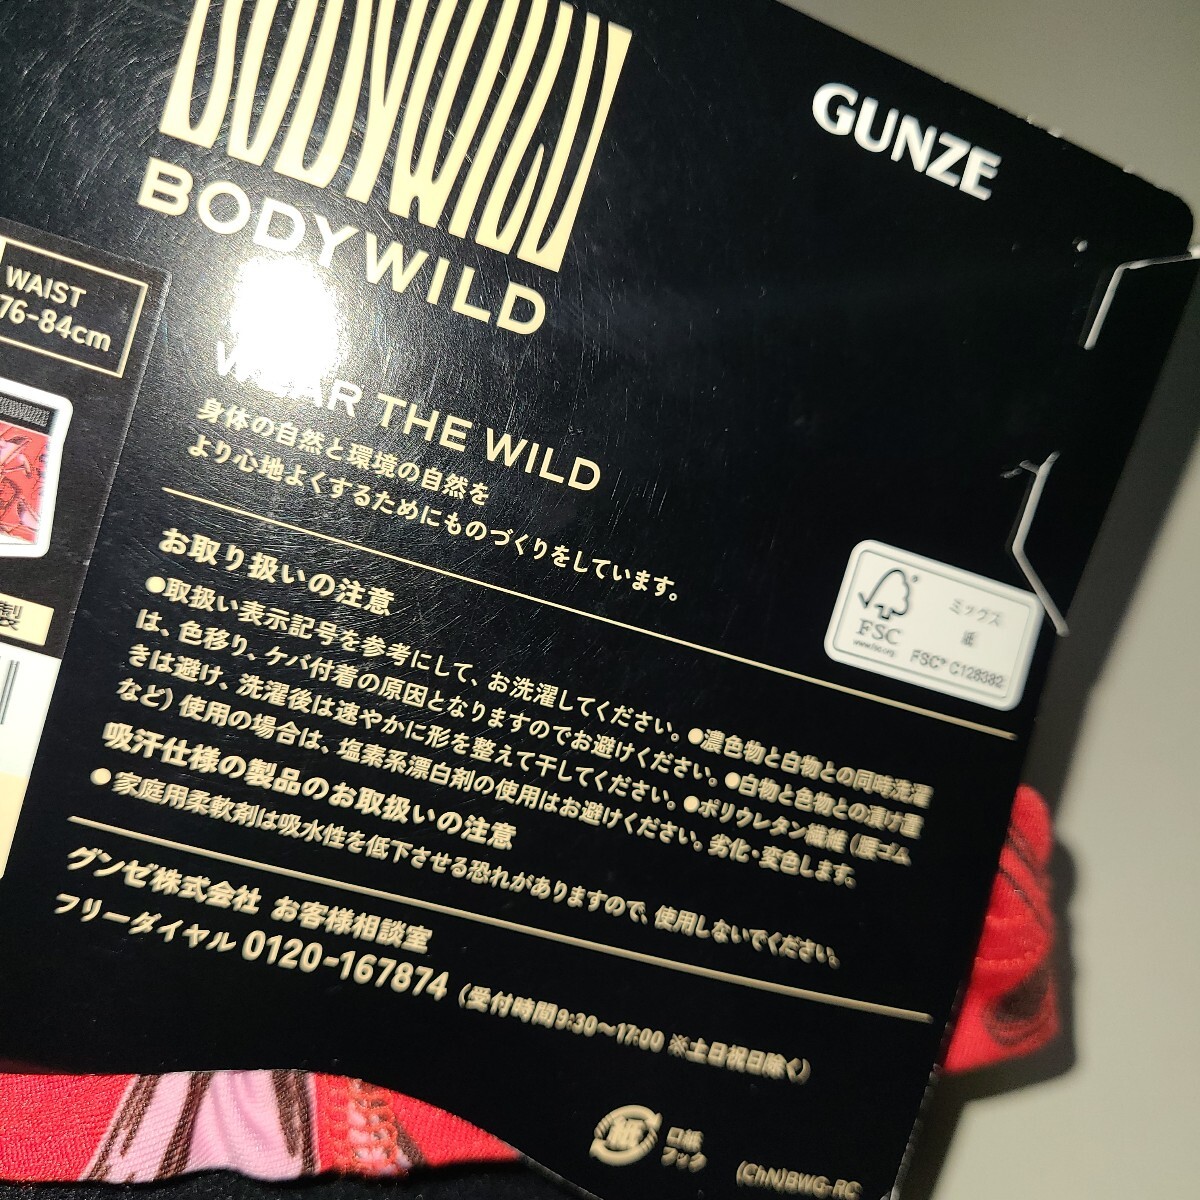 BODYWILD
GUNZE
BODYWILD
WAIST
76-84cm
WEAR THE WILD
身体の自然と環境の自然を
より心地よくするためにものづくりをしています。
お取り扱いの注意
●取扱い表示記号を参考にして、お洗濯してください。●濃色物と白物との同時洗濯
は、色移り、ケバ付着の原因となりますのでお避けください。●白物と色物との漬け置
きは避け、洗濯後は速やかに形を整えて干してください。●ポリウレタン繊維（腰ゴム
など）使用の場合は、塩素系漂白剤の使用はお避けください。劣化・変色します。
吸汗仕様の製品のお取扱いの注意
●家庭用柔軟剤は吸水性を低下させる恐れがありますので、使用しないでください。
グンゼ株式会社 お客様相談室
フリーダイヤル 0120-167874（受付時間9:30～17:00 ※土日祝日除く）
FSC
www.fsc.org
ミックス
紙
FSC® C128382
製
紙
口紙
フック
(ChN)BWG-RC